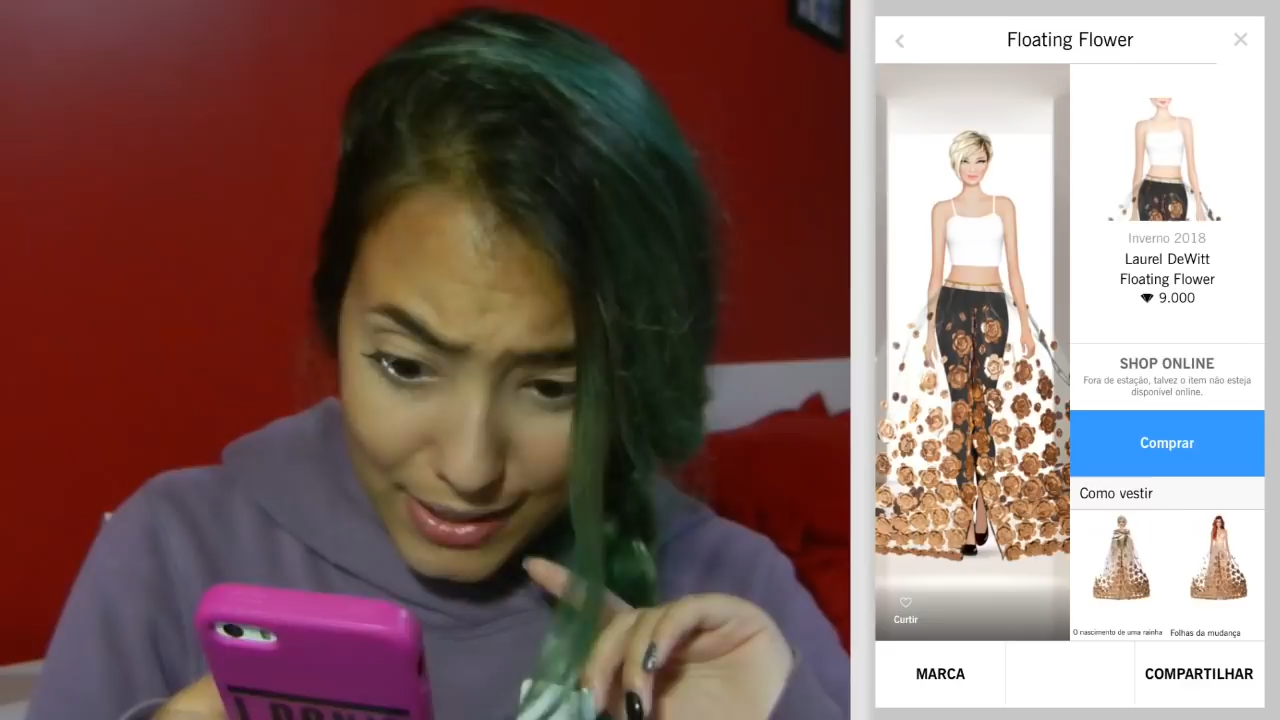 Floating Flower
Inverno 2018
Laurel DeWitt
Floating Flower
9.000
SHOP ONLINE
Fora de estação, talvez o item não esteja
disponível online.
Comprar
Como vestir
O nascimento de uma rainha
Folhas da mudança
Curtir
MARCA
COMPARTILHAR